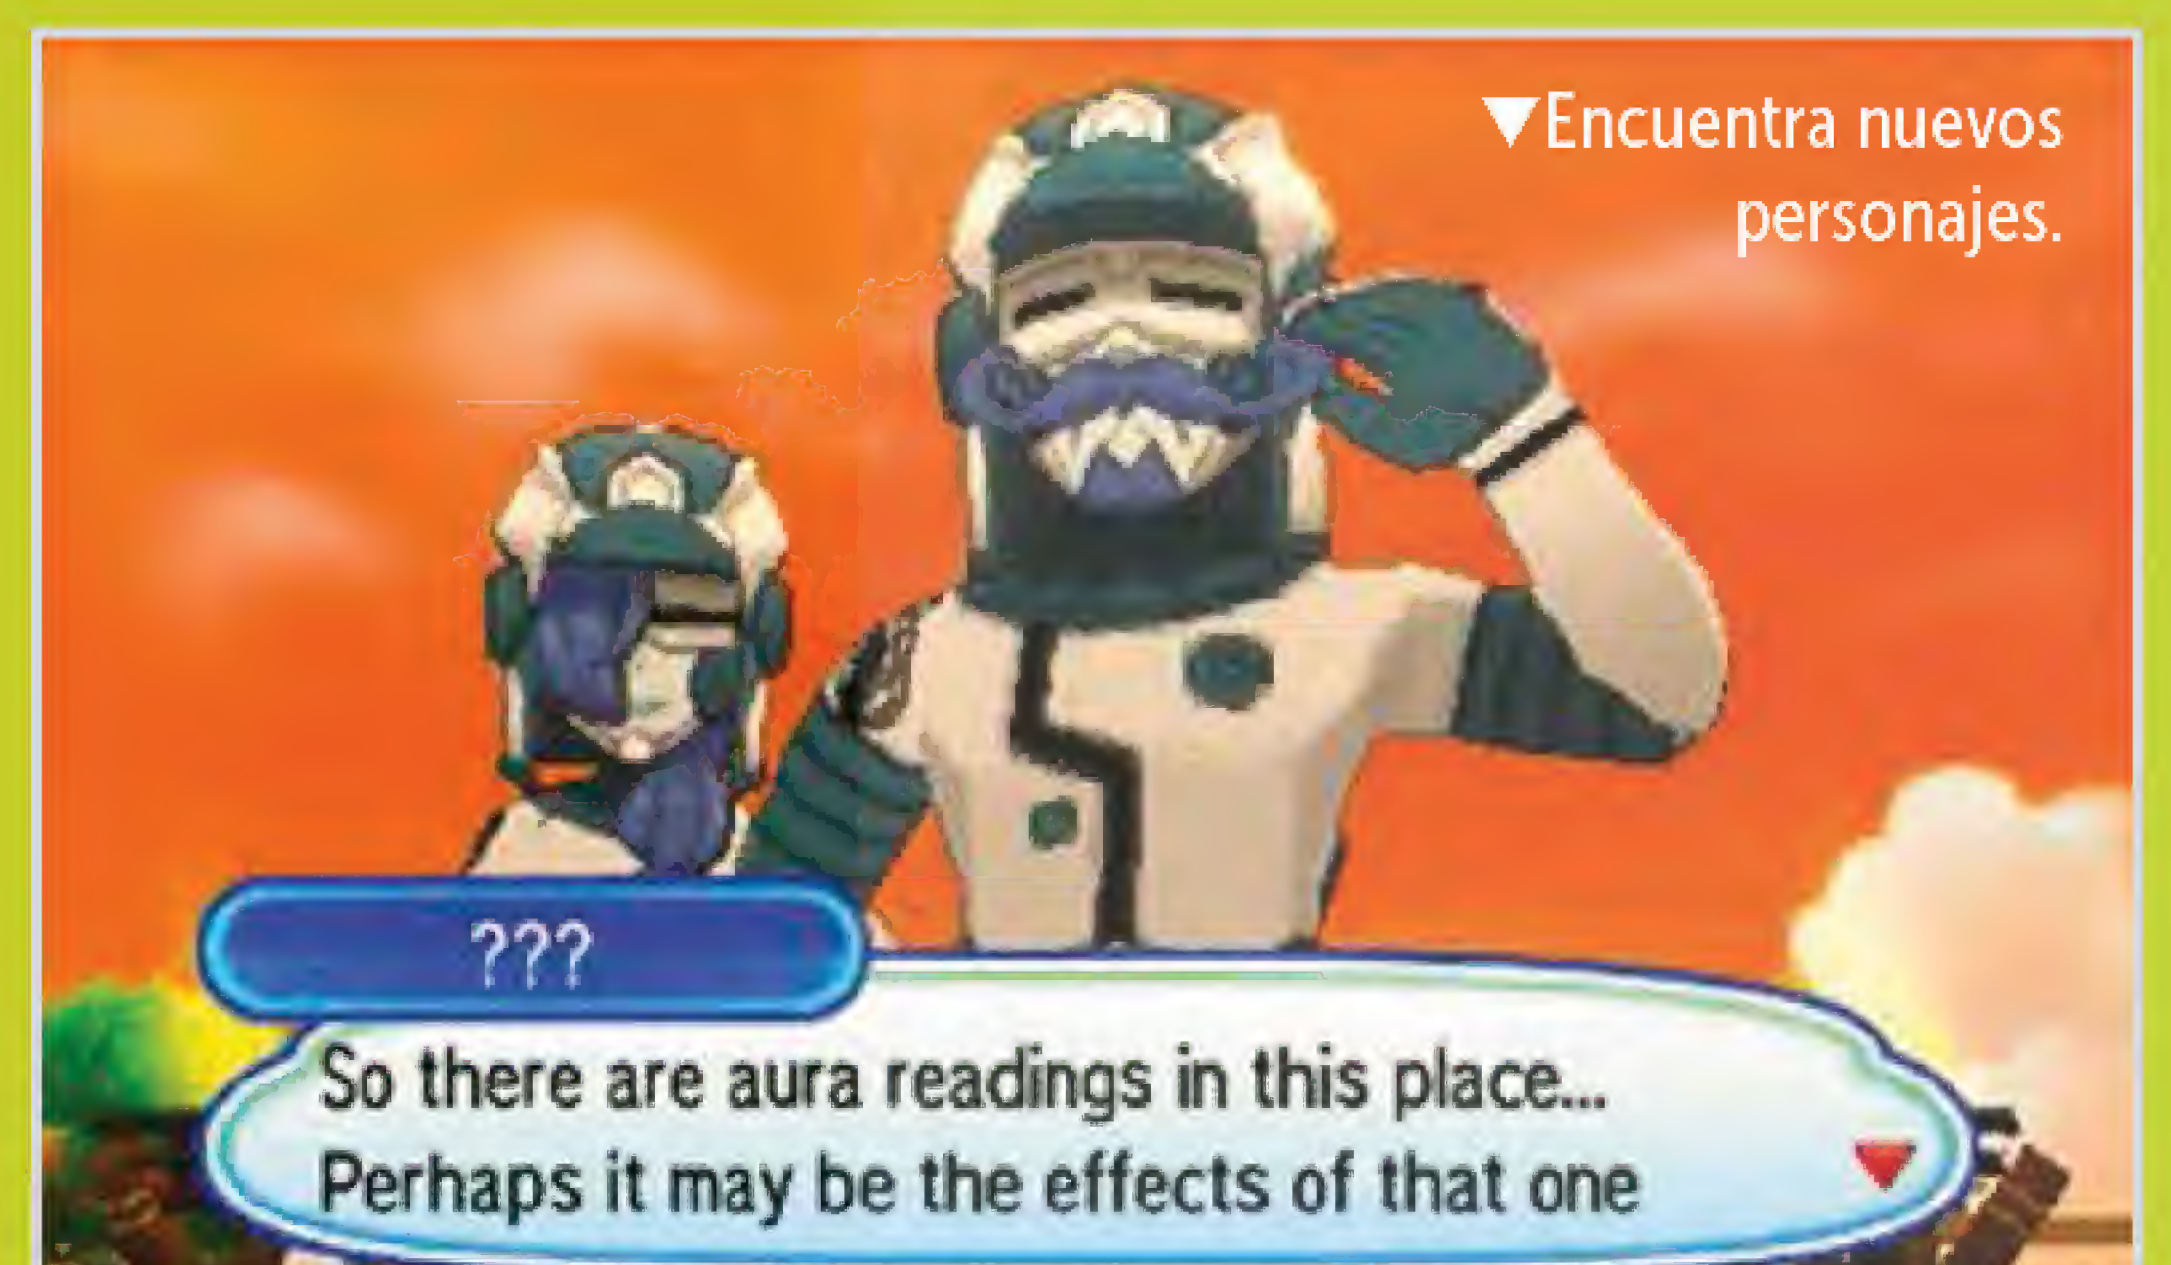 ▼Encuentra nuevos
personajes.
???
So there are aura readings in this place...
Perhaps it may be the effects of that one